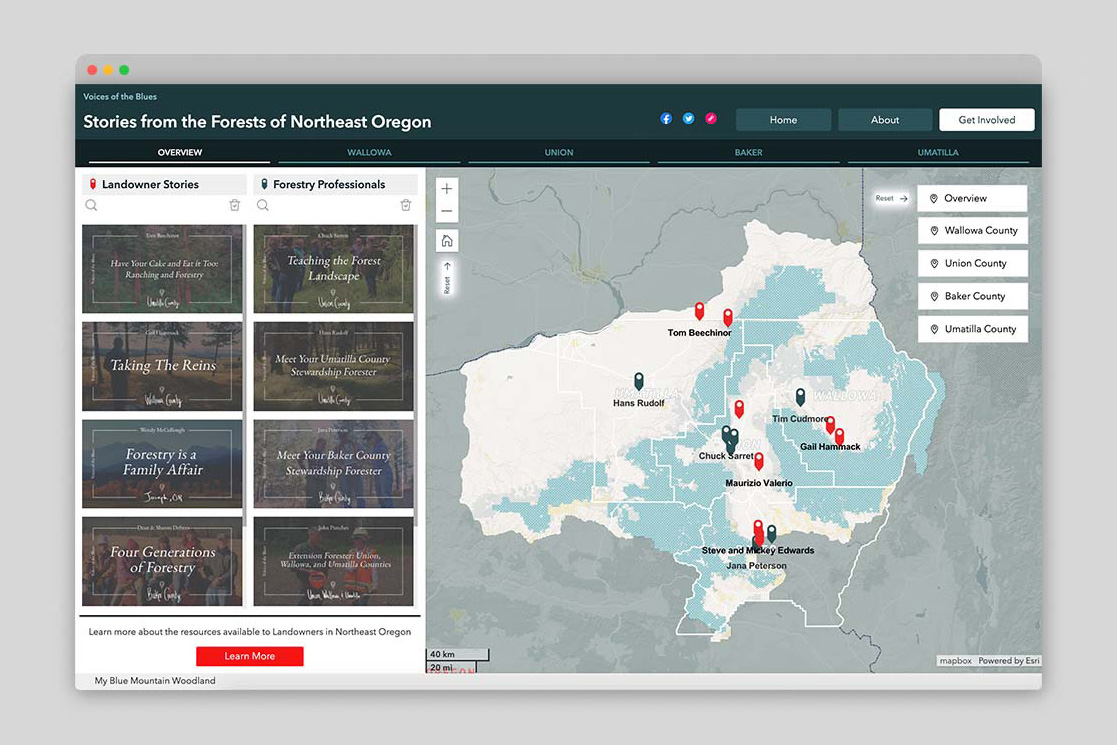 Voices of the Blues
Stories from the Forests of Northeast Oregon
Home
About
Get Involved
OVERVIEW
WALLOWA
UNION
BAKER
UMATILLA
Landowner Stories
Forestry Professionals
Tom Beechinor
Have Your Cake and Eat it Too:
Ranching and Forestry
Umatilla County
Chuck Sarret
Teaching the Forest
Landscape
Union County
Gail Hammack
Taking The Reins
Wallowa County
Hans Rudolf
Meet Your Umatilla County
Stewardship Forester
Umatilla County
Wendy McCullough
Forestry is a
Family Affair
Joseph, OR
Jana Peterson
Meet Your Baker County
Stewardship Forester
Baker County
Four Generations
of Forestry
Baker County
John Punches
Extension Forester: Union,
Wallowa, and Umatilla Counties
Union, Wallowa, & Umatilla
Learn more about the resources available to Landowners in Northeast Oregon
Learn More
My Blue Mountain Woodland
Reset
Reset
Overview
Wallowa County
Union County
Baker County
Umatilla County
Tom Beechinor
UMATILLA
Hans Rudolf
WALLOWA
Tim Cudmore
Gail Hammack
Chuck Sarret
Maurizio Valerio
Steve and Mickey Edwards
Jana Peterson
40 km
20 mi
OREGON
mapbox
Powered by Esri